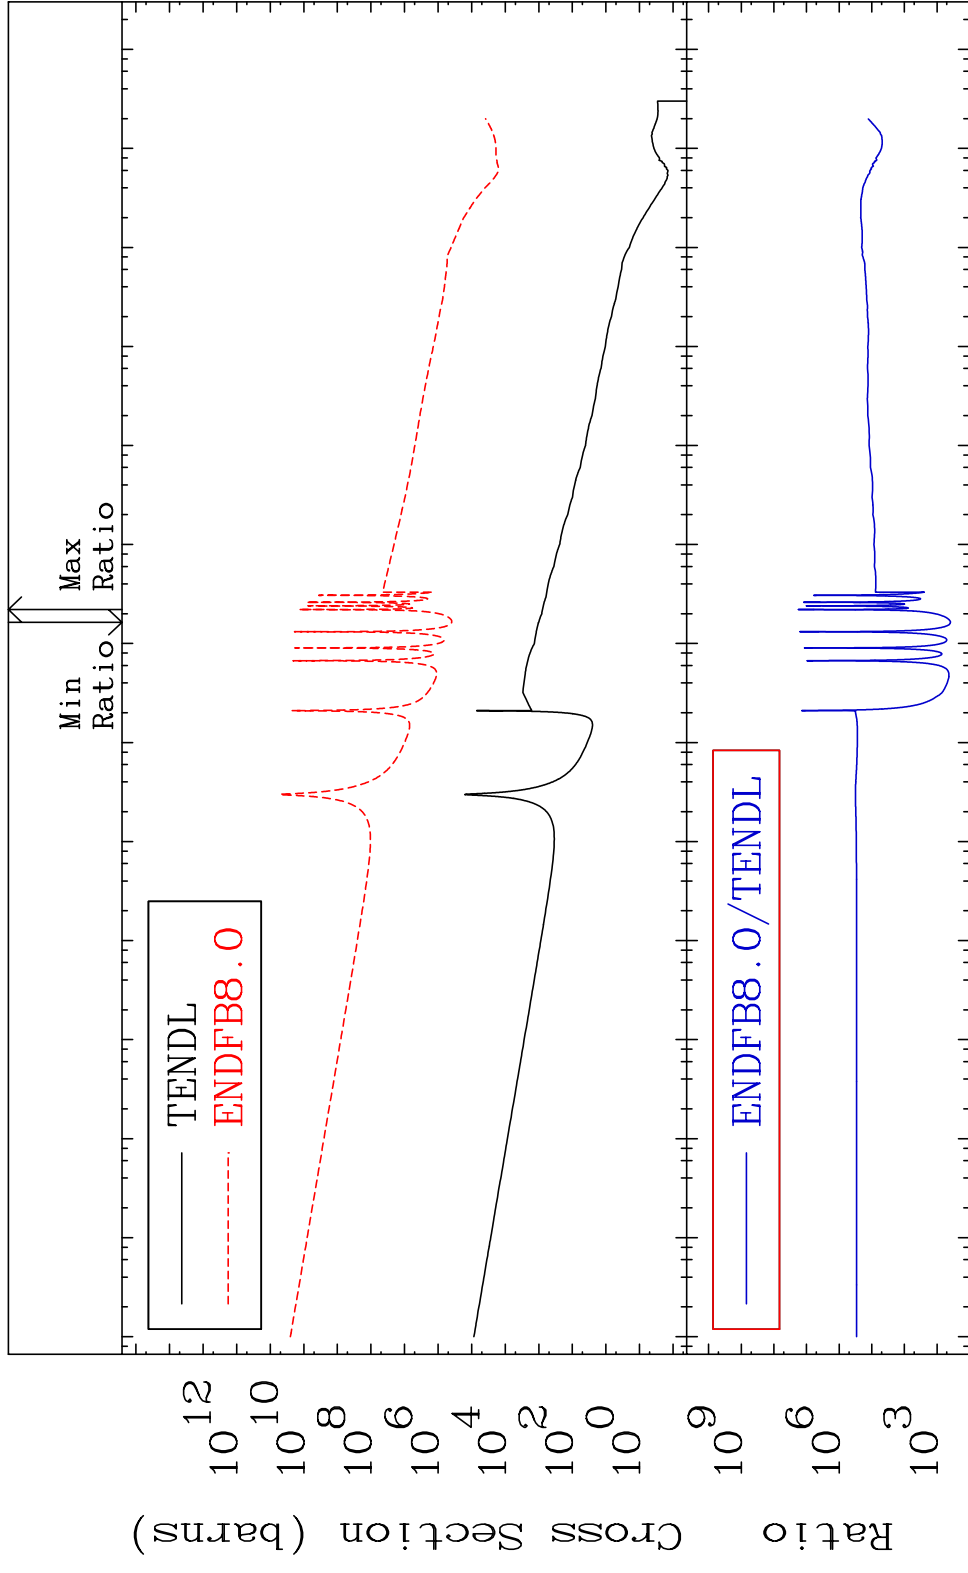 Min
Ratio
Max
Ratio
TENDL
ENDFB8.0
10 12
10 10
10 8
10 6
10 4
10 2
10 0
Cross Section (barns)
ENDFB8.0/TENDL
10 9
10 6
10 3
Ratio